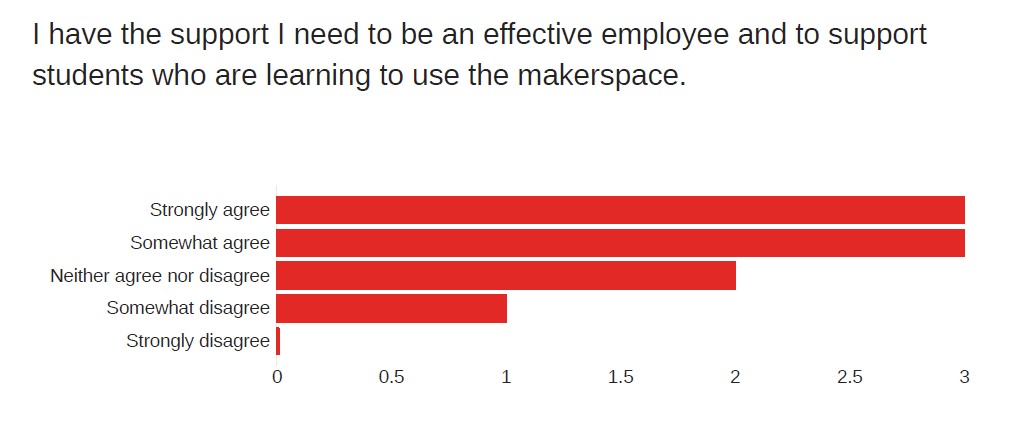 I have the support I need to be an effective employee and to support
students who are learning to use the makerspace.
Strongly agree
Somewhat agree
Neither agree nor disagree
Somewhat disagree
Strongly disagree
0 0.5 1 1.5 2 2.5 3